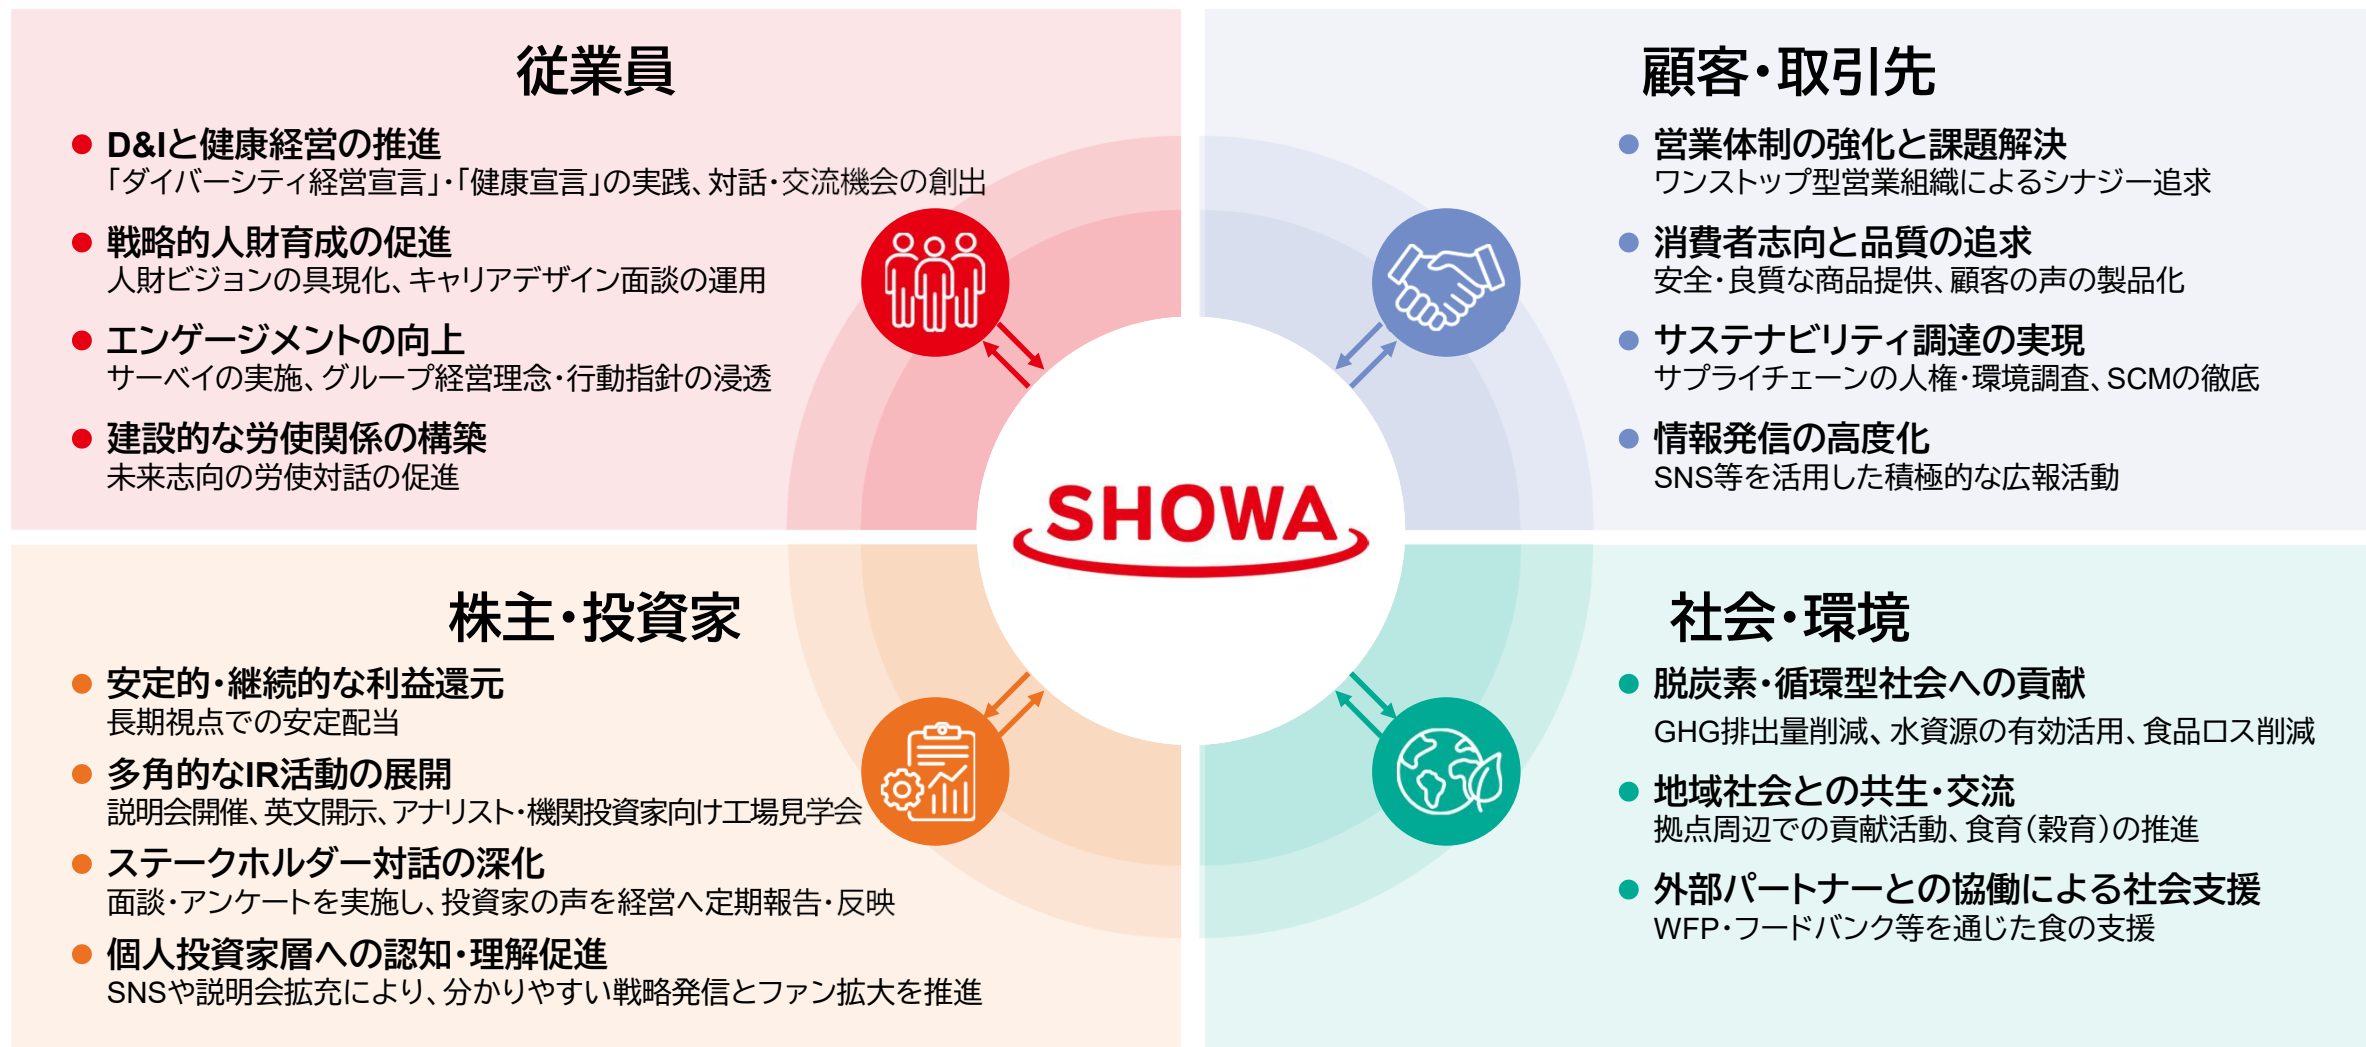 従業員
● D&Iと健康経営の推進
「ダイバーシティ経営宣言」・「健康宣言」の実践、対話・交流機会の創出
● 戦略的人財育成の促進
人財ビジョンの具現化、キャリアデザイン面談の運用
● エンゲージメントの向上
サーベイの実施、グループ経営理念・行動指針の浸透
● 建設的な労使関係の構築
未来志向の労使対話の促進
顧客・取引先
● 営業体制の強化と課題解決
ワンストップ型営業組織によるシナジー追求
● 消費者志向と品質の追求
安全・良質な商品提供、顧客の声の製品化
● サステナビリティ調達の実現
サプライチェーンの人権・環境調査、SCMの徹底
● 情報発信の高度化
SNS等を活用した積極的な広報活動
SHOWA
株主・投資家
● 安定的・継続的な利益還元
長期視点での安定配当
● 多角的なIR活動の展開
説明会開催、英文開示、アナリスト・機関投資家向け工場見学会
● ステークホルダー対話の深化
面談・アンケートを実施し、投資家の声を経営へ定期報告・反映
● 個人投資家層への認知・理解促進
SNSや説明会拡充により、分かりやすい戦略発信とファン拡大を推進
社会・環境
● 脱炭素・循環型社会への貢献
GHG排出量削減、水資源の有効活用、食品ロス削減
● 地域社会との共生・交流
拠点周辺での貢献活動、食育（穀育）の推進
● 外部パートナーとの協働による社会支援
WFP・フードバンク等を通じた食の支援